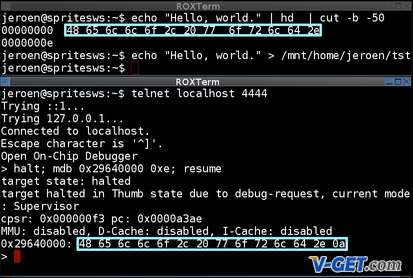 ROXTerm
jeroen@spritesws:~$ echo "Hello, world." | hd  | cut -b -50
00000000  48 65 6c 6c 6f 2c 20 77  6f 72 6c 64 2e
0000000e
jeroen@spritesws:~$ echo "Hello, world." > /mnt/home/jeroen/tst
jeroen@spritesws:~$
ROXTerm
jeroen@spritesws:~$ telnet localhost 4444
Trying ::1...
Trying 127.0.0.1...
Connected to localhost.
Escape character is '^]'.
Open On-Chip Debugger
> halt; mdb 0x29640000 0xe; resume
target state: halted
target halted in Thumb state due to debug-request, current mode
: Supervisor
cpsr: 0x000000f3 pc: 0x0000a3ae
MMU: disabled, D-Cache: disabled, I-Cache: disabled
0x29640000: 48 65 6c 6c 6f 2c 20 77 6f 72 6c 64 2e 0a
>
V-GET.com